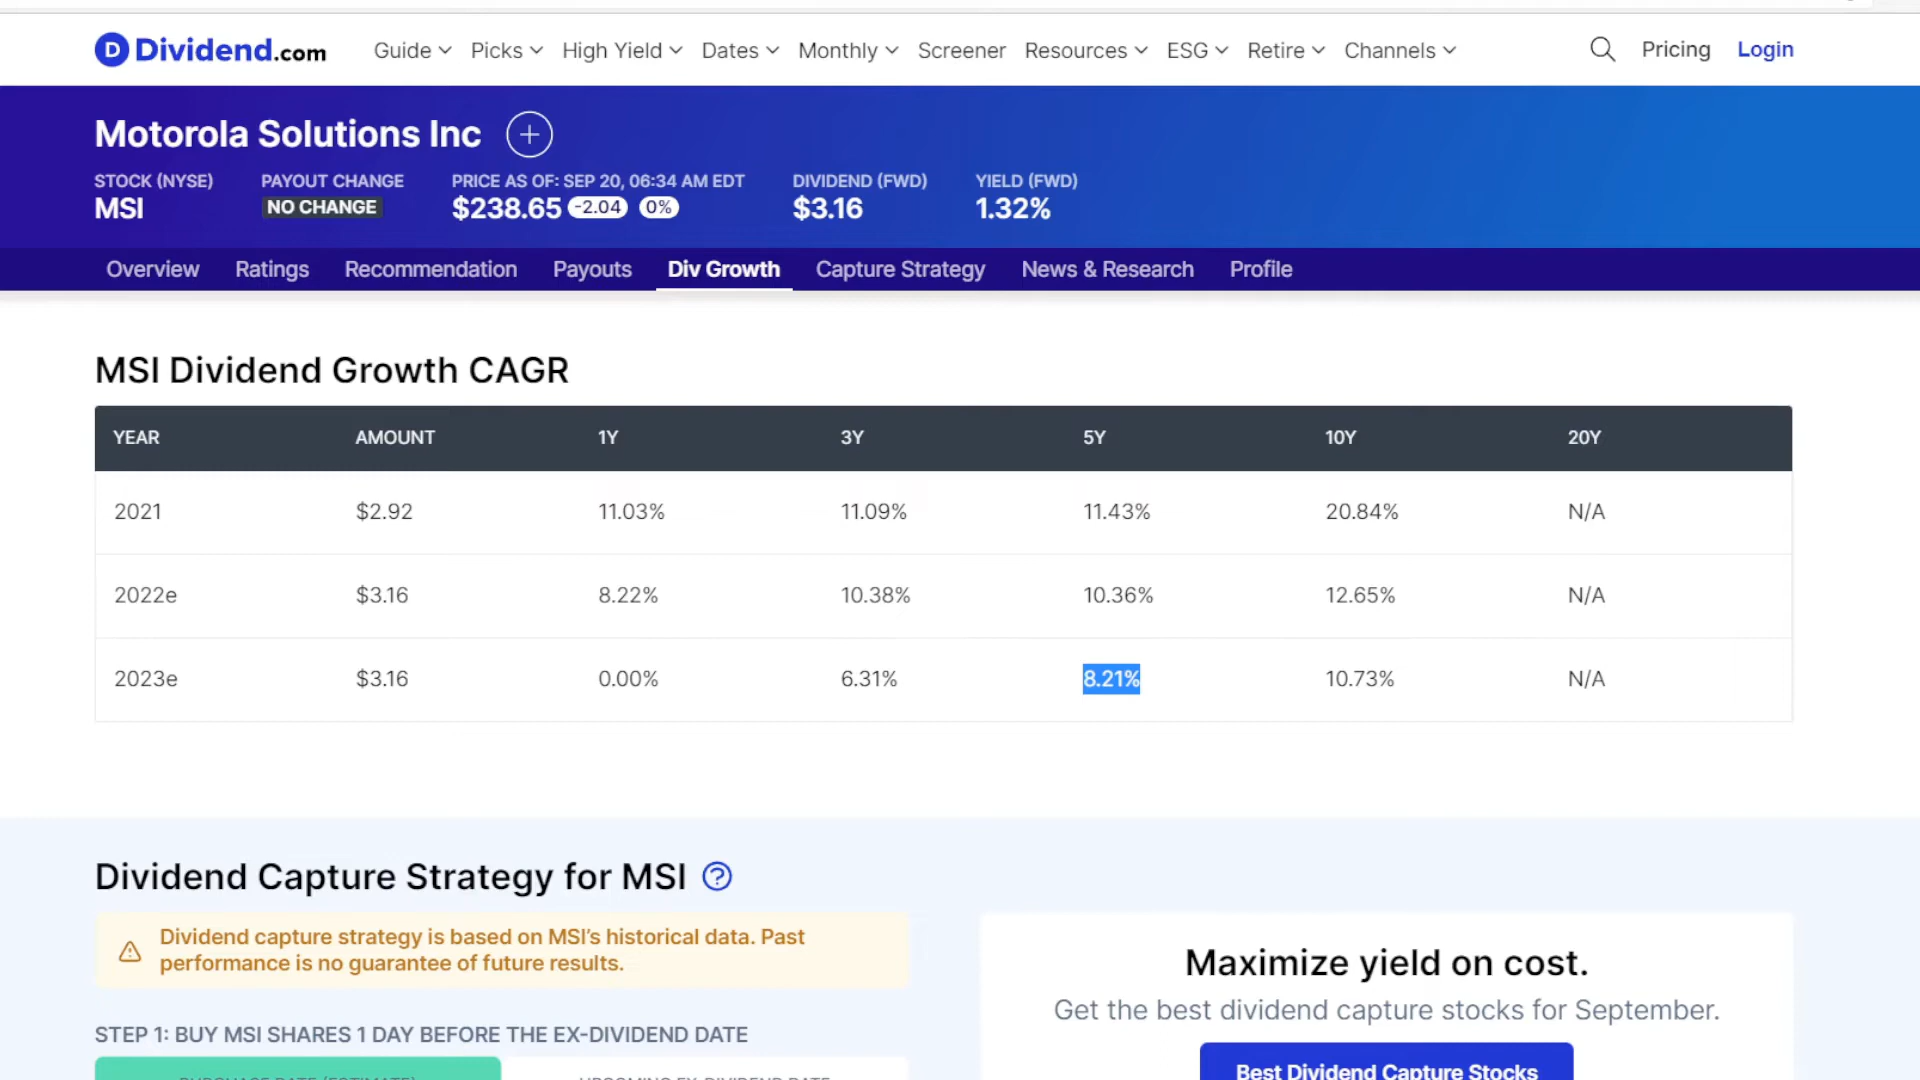 Dividend.com Guide Picks High Yield Dates Monthly Screener Resources ESG Retire Channels Pricing Login
Motorola Solutions Inc
STOCK (NYSE) PAYOUT CHANGE PRICE AS OF: SEP 20, 06:34 AM EDT DIVIDEND (FWD) YIELD (FWD)
MSI NO CHANGE $238.65 -2.04 0% $3.16 1.32%
Overview Ratings Recommendation Payouts Div Growth Capture Strategy News & Research Profile
MSI Dividend Growth CAGR
YEAR AMOUNT 1Y 3Y 5Y 10Y 20Y
2021 $2.92 11.03% 11.09% 11.43% 20.84% N/A
2022e $3.16 8.22% 10.38% 10.36% 12.65% N/A
2023e $3.16 0.00% 6.31% 8.21% 10.73% N/A
Dividend Capture Strategy for MSI
Dividend capture strategy is based on MSI's historical data. Past
performance is no guarantee of future results.
STEP 1: BUY MSI SHARES 1 DAY BEFORE THE EX-DIVIDEND DATE
PURCHASE DATE (ESTIMATE) UPCOMING EX-DIVIDEND DATE
Maximize yield on cost.
Get the best dividend capture stocks for September.
Best Dividend Capture Stocks